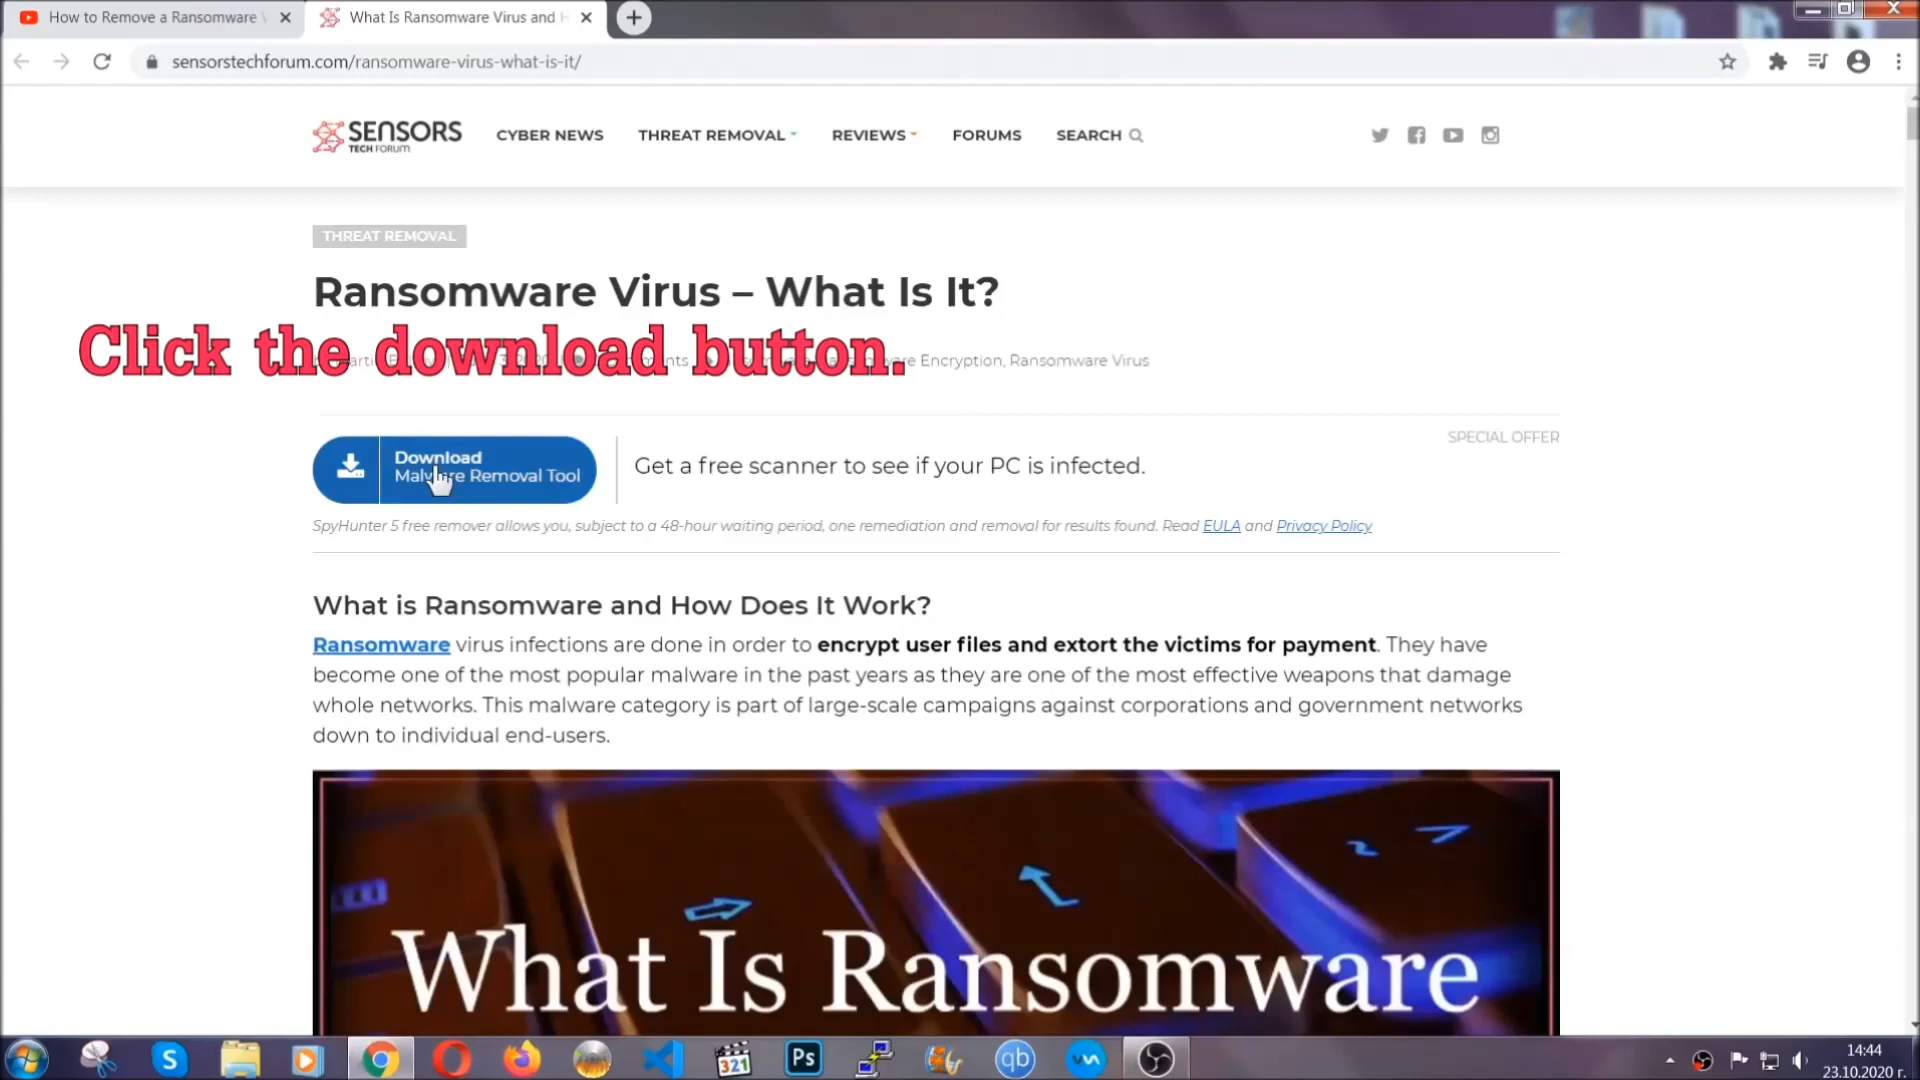 How to Remove a Ransomware
What Is Ransomware Virus and
sensorstechforum.com/ransomware-virus-what-is-it/
SENSORS
TECH FORUM
CYBER NEWS
THREAT REMOVAL
REVIEWS
FORUMS
SEARCH
THREAT REMOVAL
Ransomware Virus – What Is It?
Click the download button.
Encryption, Ransomware Virus
SPECIAL OFFER
Download
Malware Removal Tool
Get a free scanner to see if your PC is infected.
SpyHunter 5 free remover allows you, subject to a 48-hour waiting period, one remediation and removal for results found. Read EULA and Privacy Policy
What is Ransomware and How Does It Work?
Ransomware virus infections are done in order to encrypt user files and extort the victims for payment. They have
become one of the most popular malware in the past years as they are one of the most effective weapons that damage
whole networks. This malware category is part of large-scale campaigns against corporations and government networks
down to individual end-users.
What Is Ransomware
S
321
Ps
qb
14:44
23.10.2020 г.